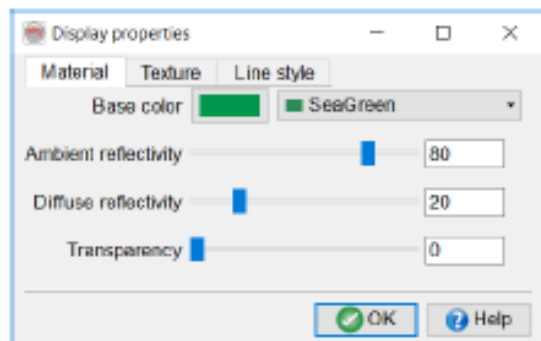 Display properties
Material Texture Line style
Base color SeaGreen
Ambient reflectivity 80
Diffuse reflectivity 20
Transparency 0
OK Help